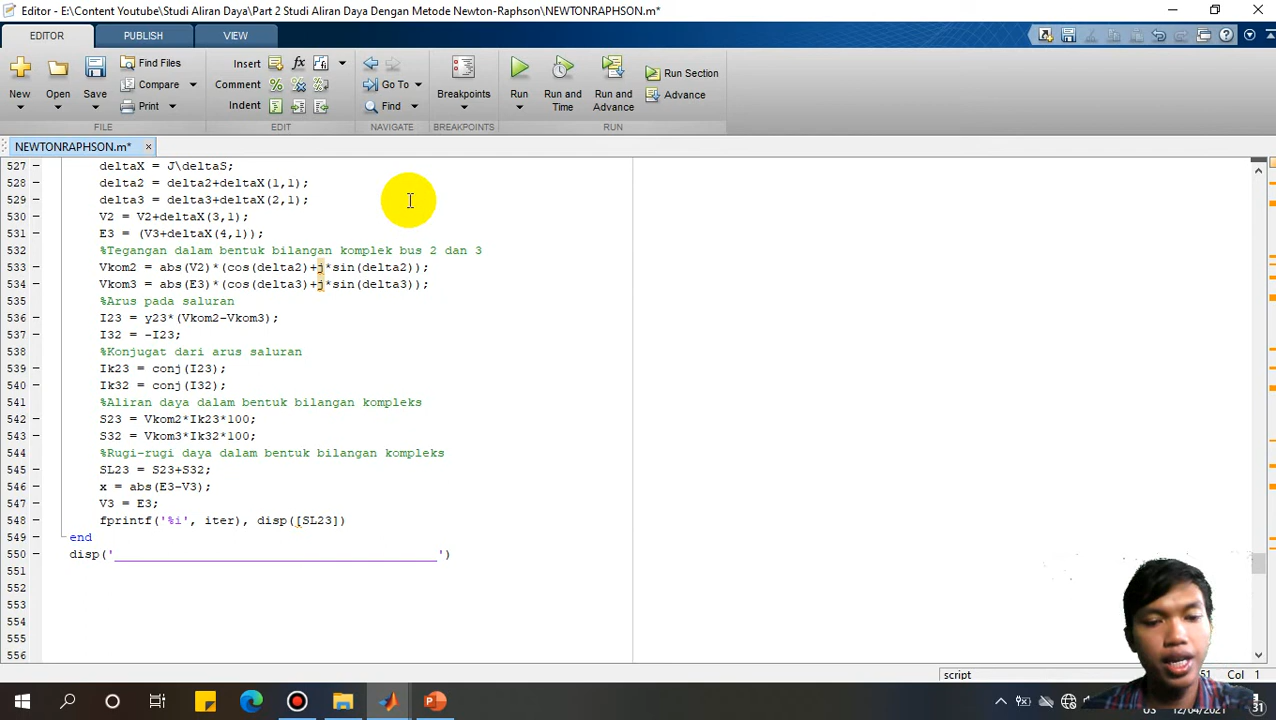 Editor - E:\Content Youtube\Studi Aliran Daya\Part 2 Studi Aliran Daya Dengan Metode Newton-Raphson\NEWTONRAPHSON.m*
EDITOR PUBLISH VIEW
New Open Save Find Files Compare Print
Insert fx
Comment %
Indent
Go To
Find
Breakpoints
Run Run and Time Run and Advance Run Section Advance
FILE EDIT NAVIGATE BREAKPOINTS RUN
NEWTONRAPHSON.m*
527 deltaX = J\deltaS;
528 delta2 = delta2+deltaX(1,1);
529 delta3 = delta3+deltaX(2,1);
530 V2 = V2+deltaX(3,1);
531 E3 = (V3+deltaX(4,1));
532 %Tegangan dalam bentuk bilangan komplek bus 2 dan 3
533 Vkom2 = abs(V2)*(cos(delta2)+j*sin(delta2));
534 Vkom3 = abs(E3)*(cos(delta3)+j*sin(delta3));
535 %Arus pada saluran
536 I23 = y23*(Vkom2-Vkom3);
537 I32 = -I23;
538 %Konjugat dari arus saluran
539 Ik23 = conj(I23);
540 Ik32 = conj(I32);
541 %Aliran daya dalam bentuk bilangan kompleks
542 S23 = Vkom2*Ik23*100;
543 S32 = Vkom3*Ik32*100;
544 %Rugi-rugi daya dalam bentuk bilangan kompleks
545 SL23 = S23+S32;
546 x = abs(E3-V3);
547 V3 = E3;
548 fprintf('%i', iter), disp([SL23])
549 end
550 disp('___________________________________________')
551
552
553
554
555
556
script
51 Col 1
12/04/2021
31